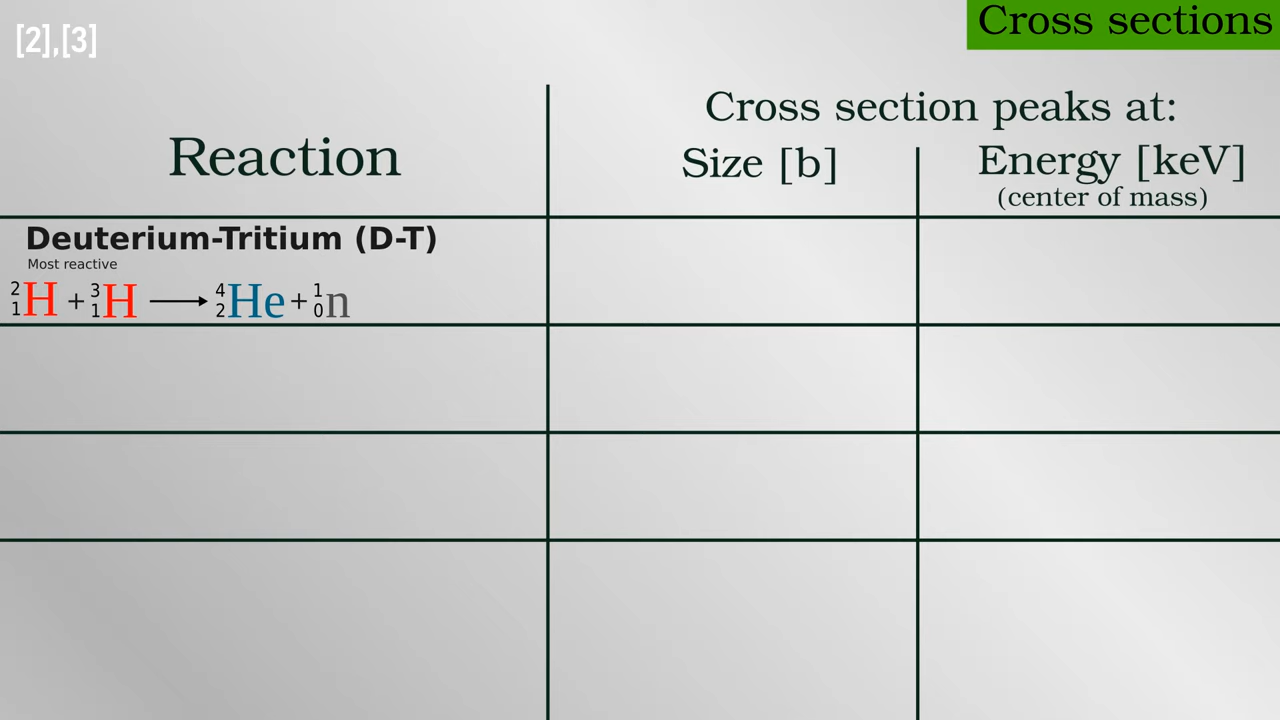 [2],[3]
Cross sections
Reaction
Cross section peaks at:
Size [b]
Energy [keV]
(center of mass)
Deuterium-Tritium (D-T)
Most reactive
²₁H + ³₁H ⟶ ⁴₂He + ¹₀n